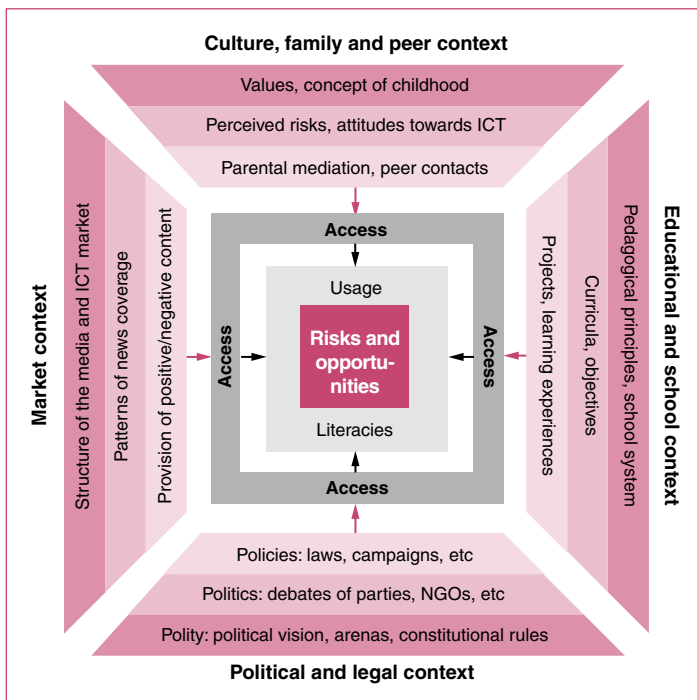 Culture, family and peer context
Values, concept of childhood
Perceived risks, attitudes towards ICT
Parental mediation, peer contacts
Market context
Structure of the media and ICT market
Patterns of news coverage
Provision of positive/negative content
Access
Access
Usage
Risks and
opportu-
nities
Literacies
Access
Access
Projects, learning experiences
Curricula, objectives
Pedagogical principles, school system
Educational and school context
Policies: laws, campaigns, etc
Politics: debates of parties, NGOs, etc
Polity: political vision, arenas, constitutional rules
Political and legal context